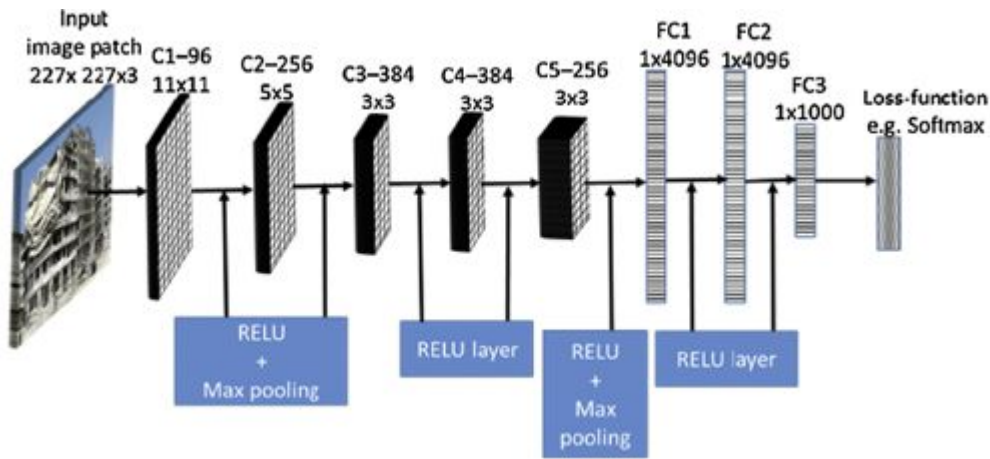 Input
image patch
227x 227x3
C1–96
11x11
C2–256
5x5
C3–384
3x3
C4–384
3x3
C5–256
3x3
FC1
1x4096
FC2
1x4096
FC3
1x1000
Loss-function
e.g. Softmax
RELU
+
Max pooling
RELU layer
RELU
+
Max
pooling
RELU layer